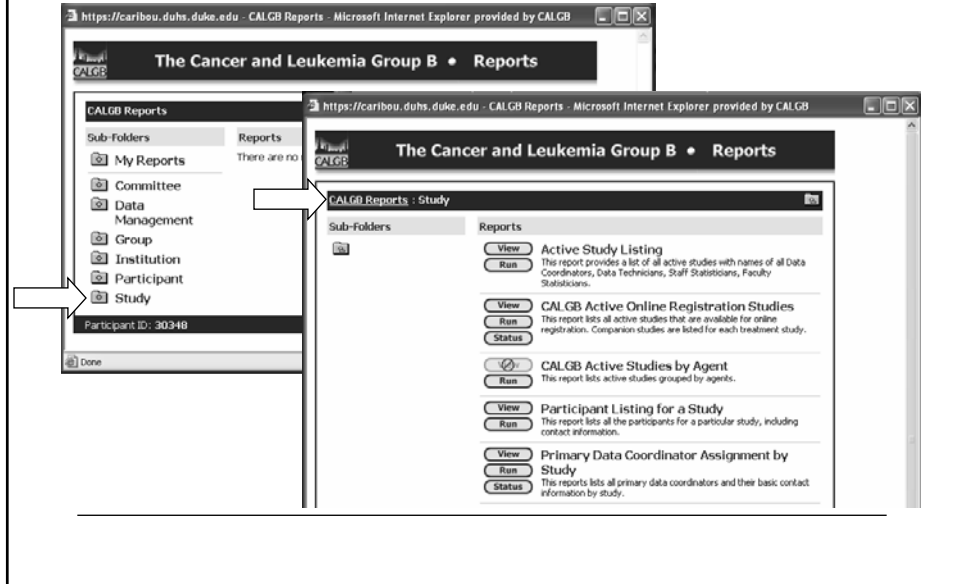 https://caribou.duhs.duke.edu - CALGB Reports - Microsoft Internet Explorer provided by CALGB
CALGB
The Cancer and Leukemia Group B • Reports
CALGB Reports
Sub-Folders
Reports
My Reports
There are no
Committee
Data
Management
Group
Institution
Participant
Study
Participant ID: 30348
Done
https://caribou.duhs.duke.edu - CALGB Reports - Microsoft Internet Explorer provided by CALGB
CALGB
The Cancer and Leukemia Group B • Reports
CALGB Reports : Study
Sub-Folders
Reports
View
Run
Active Study Listing
This report provides a list of all active studies with names of all Data
Coordinators, Data Technicians, Staff Statisticians, Faculty
Statisticians.
View
Run
Status
CALGB Active Online Registration Studies
This report lists all active studies that are available for online
registration. Companion studies are listed for each treatment study.
Run
CALGB Active Studies by Agent
This report lists active studies grouped by agents.
View
Run
Participant Listing for a Study
This report lists all the participants for a particular study, including
contact information.
View
Run
Status
Primary Data Coordinator Assignment by
Study
This reports lists all primary data coordinators and their basic contact
information by study.